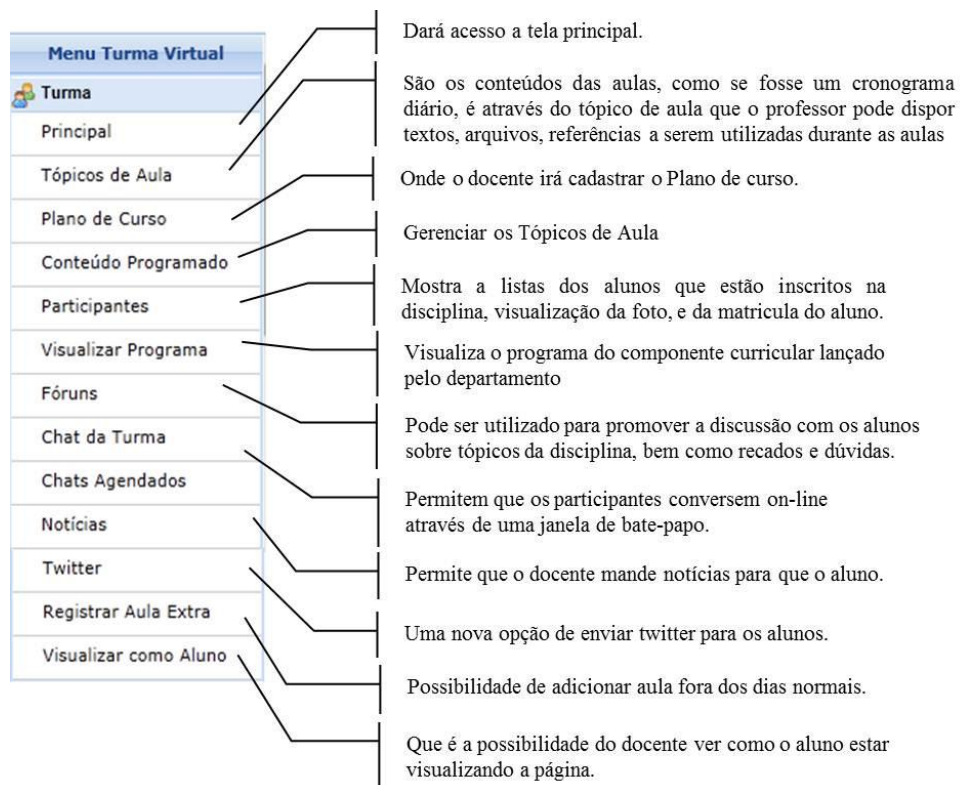 Menu Turma Virtual
Turma
Principal
Tópicos de Aula
Plano de Curso
Conteúdo Programado
Participantes
Visualizar Programa
Fóruns
Chat da Turma
Chats Agendados
Notícias
Twitter
Registrar Aula Extra
Visualizar como Aluno
Dará acesso a tela principal.
São os conteúdos das aulas, como se fosse um cronograma
diário, é através do tópico de aula que o professor pode dispor
textos, arquivos, referências a serem utilizadas durante as aulas
Onde o docente irá cadastrar o Plano de curso.
Gerenciar os Tópicos de Aula
Mostra a listas dos alunos que estão inscritos na
disciplina, visualização da foto, e da matricula do aluno.
Visualiza o programa do componente curricular lançado
pelo departamento
Pode ser utilizado para promover a discussão com os alunos
sobre tópicos da disciplina, bem como recados e dúvidas.
Permitem que os participantes conversem on-line
através de uma janela de bate-papo.
Permite que o docente mande notícias para que o aluno.
Uma nova opção de enviar twitter para os alunos.
Possibilidade de adicionar aula fora dos dias normais.
Que é a possibilidade do docente ver como o aluno estar
visualizando a página.